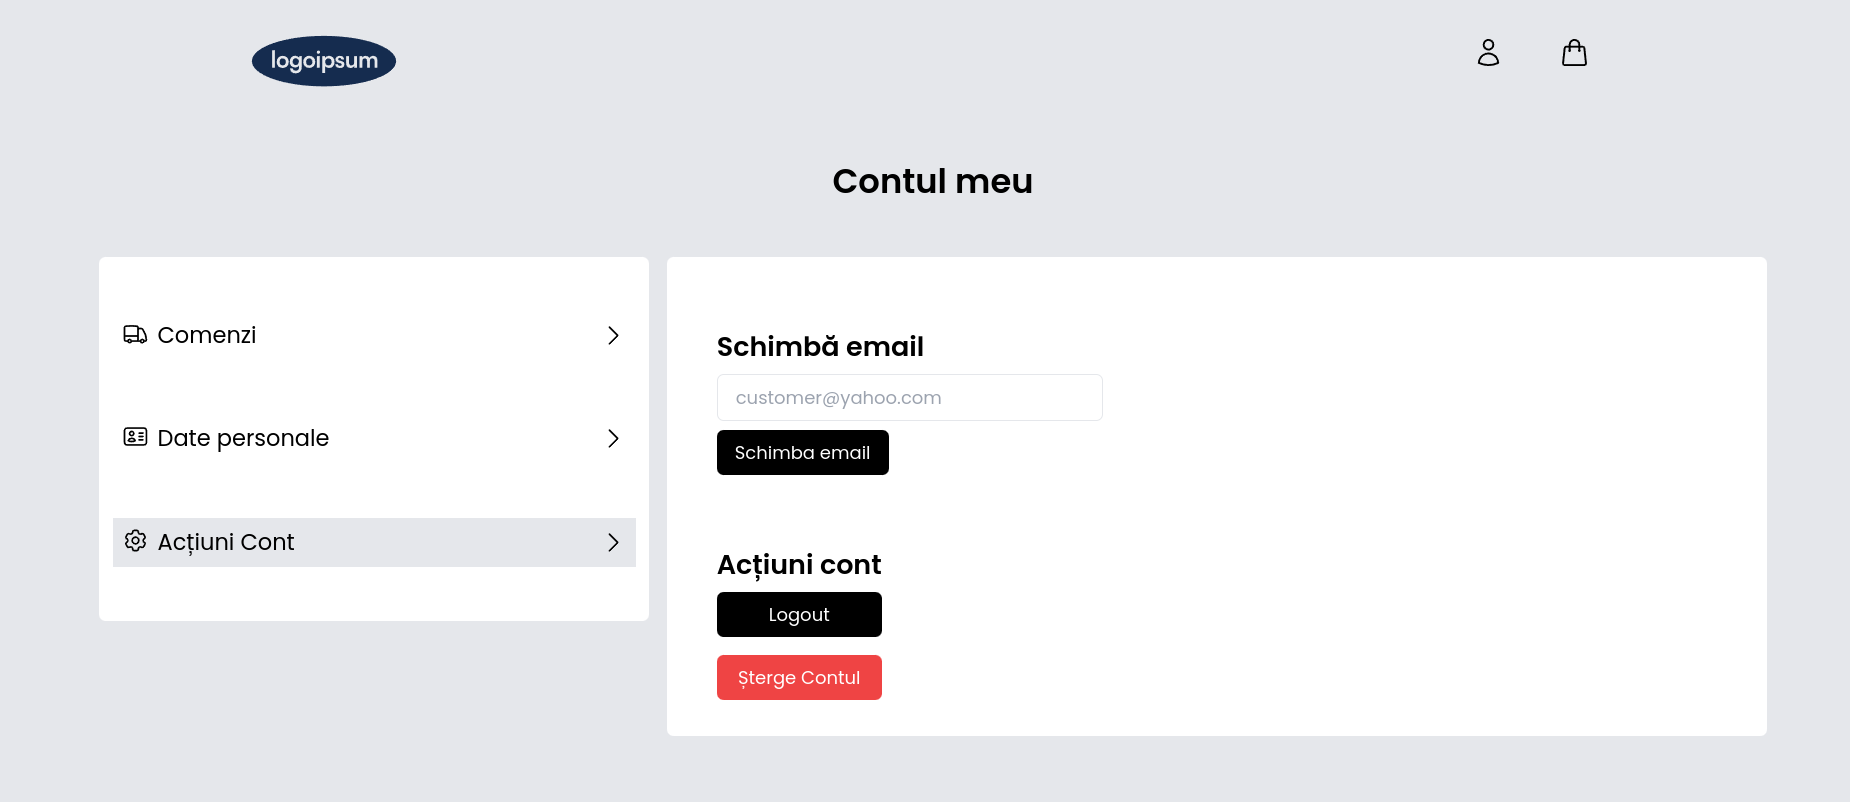 logoipsum
Contul meu
Comenzi
Date personale
Acțiuni Cont
Schimbă email
customer@yahoo.com
Schimba email
Acțiuni cont
Logout
Șterge Contul